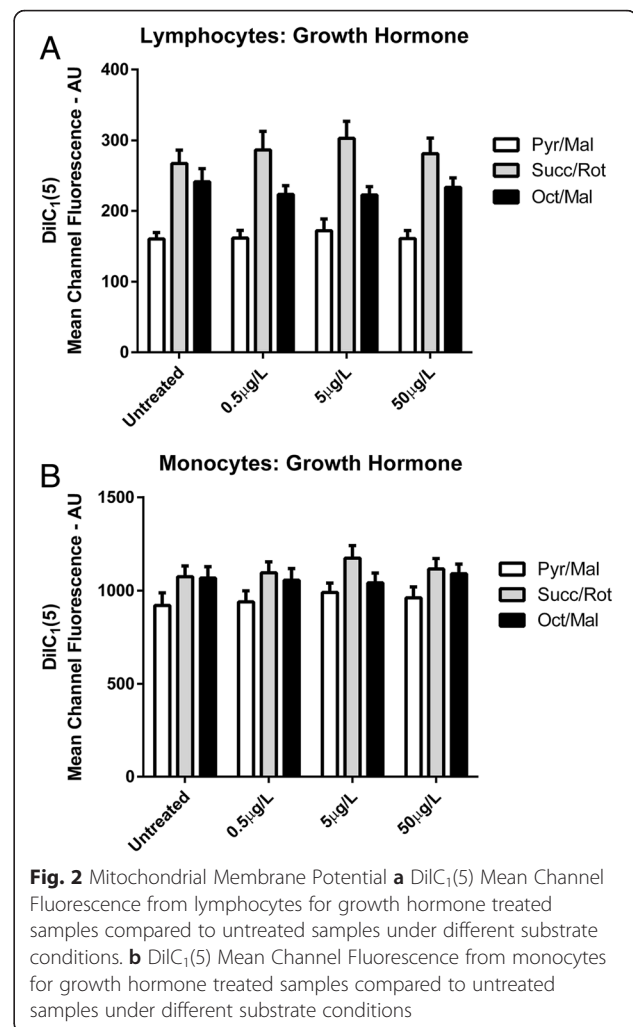 A
Lymphocytes: Growth Hormone
DiIC1(5)
Mean Channel Fluorescence - AU
400
300
200
100
0
Untreated
0.5µg/L
5µg/L
50µg/L
Pyr/Mal
Succ/Rot
Oct/Mal
B
Monocytes: Growth Hormone
DiIC1(5)
Mean Channel Fluorescence - AU
1500
1000
500
0
Untreated
0.5µg/L
5µg/L
50µg/L
Pyr/Mal
Succ/Rot
Oct/Mal
Fig. 2 Mitochondrial Membrane Potential a DilC1(5) Mean Channel
Fluorescence from lymphocytes for growth hormone treated
samples compared to untreated samples under different substrate
conditions. b DilC1(5) Mean Channel Fluorescence from monocytes
for growth hormone treated samples compared to untreated
samples under different substrate conditions